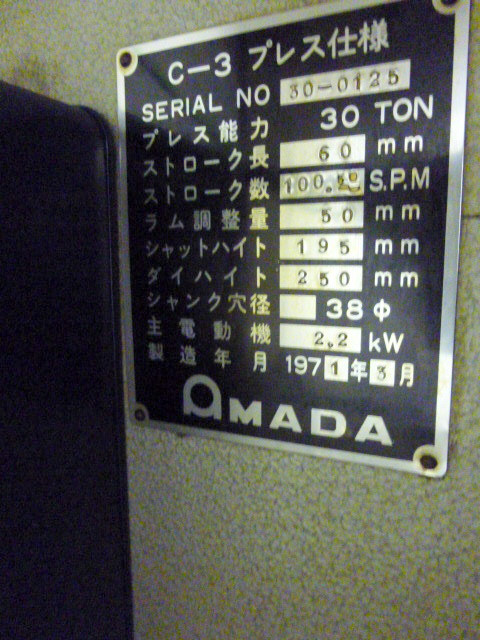 C-3 プレス仕様
SERIAL NO 30-0125
プレス能力 30 TON
ストローク長 60 mm
ストローク数 100. S.P.M
ラム調整量 50 mm
シャットハイト 195 mm
ダイハイト 250 mm
シャンク穴径 38 Φ
主電動機 2.2 kW
製造年月 1971年3月
AMADA